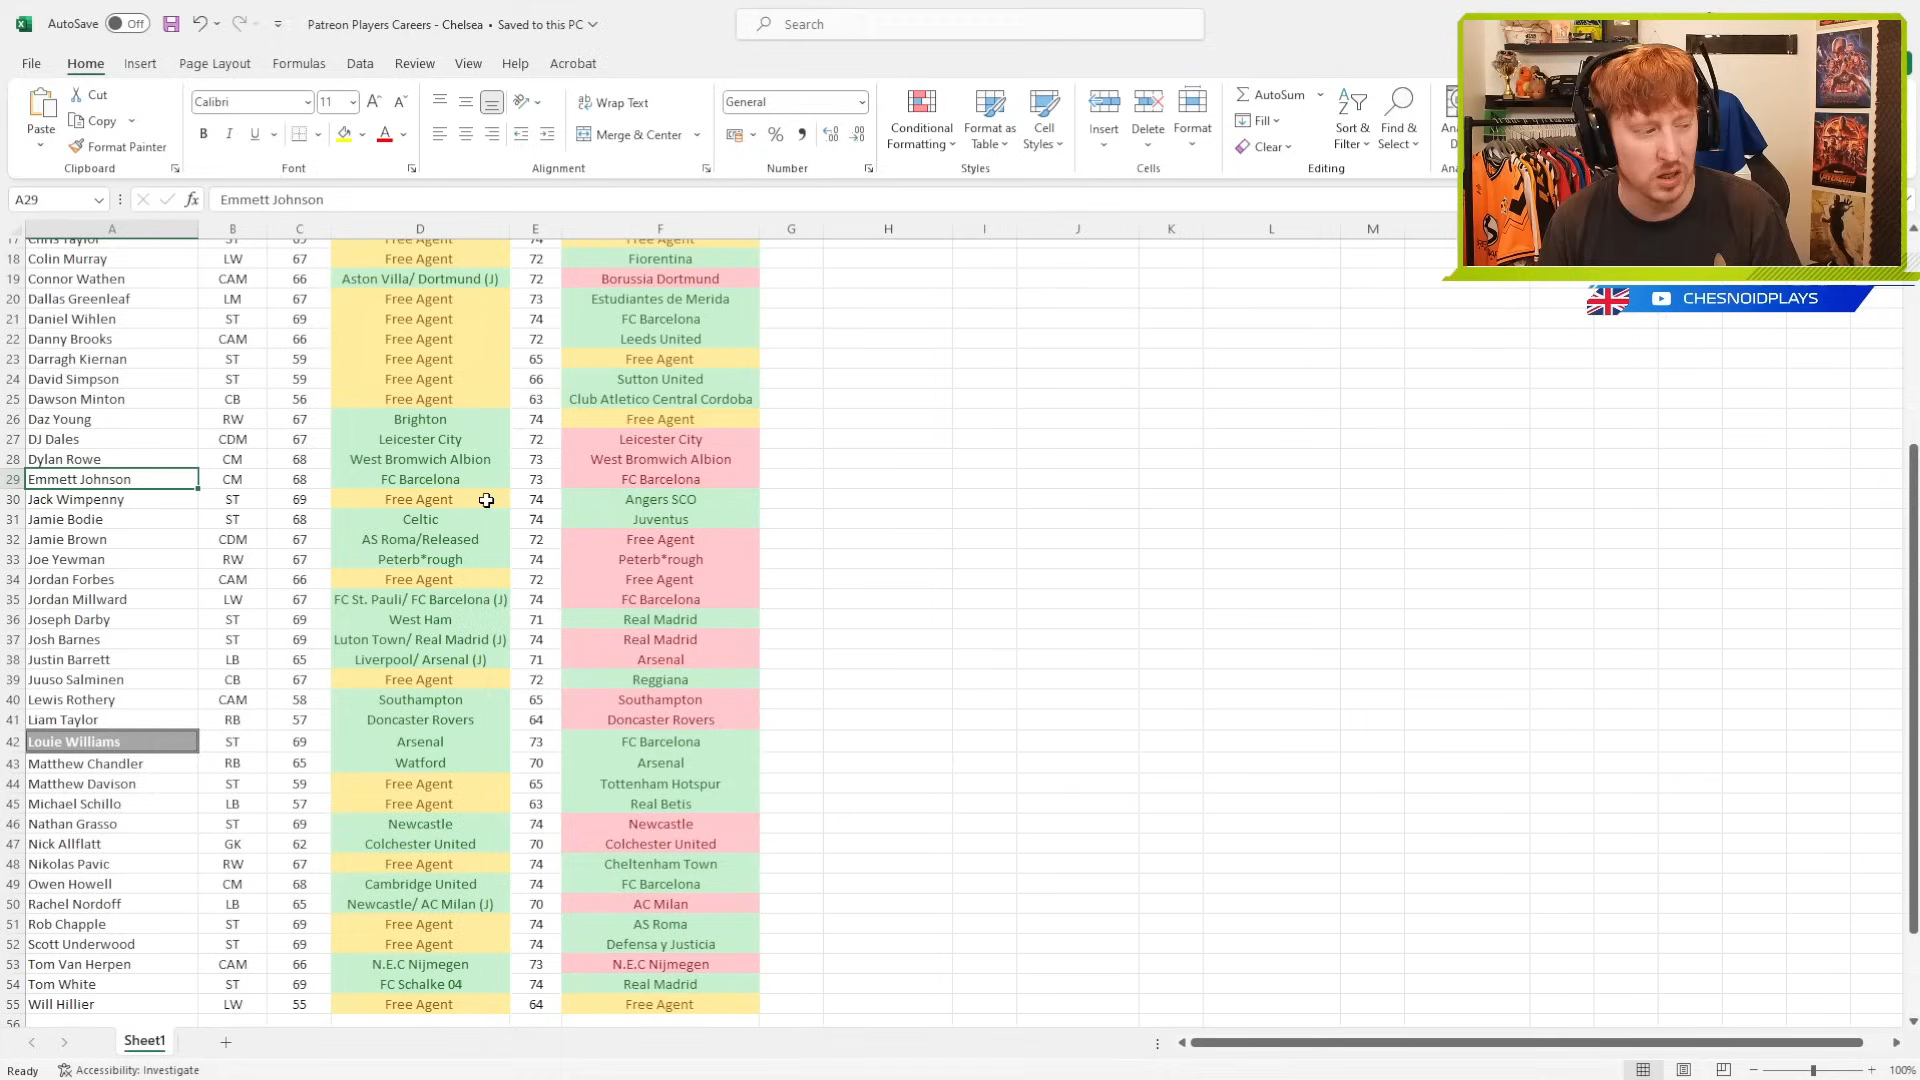 AutoSave Off Patreon Players Careers - Chelsea • Saved to this PC Search
File Home Insert Page Layout Formulas Data Review View Help Acrobat
Paste Cut Copy Format Painter Clipboard
Calibri 11 B I U Font
Wrap Text Merge & Center Alignment
General Number
Conditional Formatting Format as Table Cell Styles Styles
Insert Delete Format Cells
AutoSum Fill Clear Sort & Filter Find & Select Editing
A29 fx Emmett Johnson
CHESNOIDPLAYS
A B C D E F G H I J K L M
17 Chris Taylor ST 69 Free Agent 74 Free Agent
18 Colin Murray LW 67 Free Agent 72 Fiorentina
19 Connor Wathen CAM 66 Aston Villa/ Dortmund (J) 72 Borussia Dortmund
20 Dallas Greenleaf LM 67 Free Agent 73 Estudiantes de Merida
21 Daniel Wihlen ST 69 Free Agent 74 FC Barcelona
22 Danny Brooks CAM 66 Free Agent 72 Leeds United
23 Darragh Kiernan ST 59 Free Agent 65 Free Agent
24 David Simpson ST 59 Free Agent 66 Sutton United
25 Dawson Minton CB 56 Free Agent 63 Club Atletico Central Cordoba
26 Daz Young RW 67 Brighton 74 Free Agent
27 DJ Dales CDM 67 Leicester City 72 Leicester City
28 Dylan Rowe CM 68 West Bromwich Albion 73 West Bromwich Albion
29 Emmett Johnson CM 68 FC Barcelona 73 FC Barcelona
30 Jack Wimpenny ST 69 Free Agent 74 Angers SCO
31 Jamie Bodie ST 68 Celtic 74 Juventus
32 Jamie Brown CDM 67 AS Roma/Released 72 Free Agent
33 Joe Yewman RW 67 Peterb*rough 74 Peterb*rough
34 Jordan Forbes CAM 66 Free Agent 72 Free Agent
35 Jordan Millward LW 67 FC St. Pauli/ FC Barcelona (J) 74 FC Barcelona
36 Joseph Darby ST 69 West Ham 71 Real Madrid
37 Josh Barnes ST 69 Luton Town/ Real Madrid (J) 74 Real Madrid
38 Justin Barrett LB 65 Liverpool/ Arsenal (J) 71 Arsenal
39 Juuso Salminen CB 67 Free Agent 72 Reggiana
40 Lewis Rothery CAM 58 Southampton 65 Southampton
41 Liam Taylor RB 57 Doncaster Rovers 64 Doncaster Rovers
42 Louie Williams ST 69 Arsenal 73 FC Barcelona
43 Matthew Chandler RB 65 Watford 70 Arsenal
44 Matthew Davison ST 59 Free Agent 65 Tottenham Hotspur
45 Michael Schillo LB 57 Free Agent 63 Real Betis
46 Nathan Grasso ST 69 Newcastle 74 Newcastle
47 Nick Allflatt GK 62 Colchester United 70 Colchester United
48 Nikolas Pavic RW 67 Free Agent 74 Cheltenham Town
49 Owen Howell CM 68 Cambridge United 74 FC Barcelona
50 Rachel Nordoff LB 65 Newcastle/ AC Milan (J) 70 AC Milan
51 Rob Chapple ST 69 Free Agent 74 AS Roma
52 Scott Underwood ST 69 Free Agent 74 Defensa y Justicia
53 Tom Van Herpen CAM 66 N.E.C Nijmegen 73 N.E.C Nijmegen
54 Tom White ST 69 FC Schalke 04 74 Real Madrid
55 Will Hillier LW 55 Free Agent 64 Free Agent
56
Sheet1
Ready Accessibility: Investigate 100%